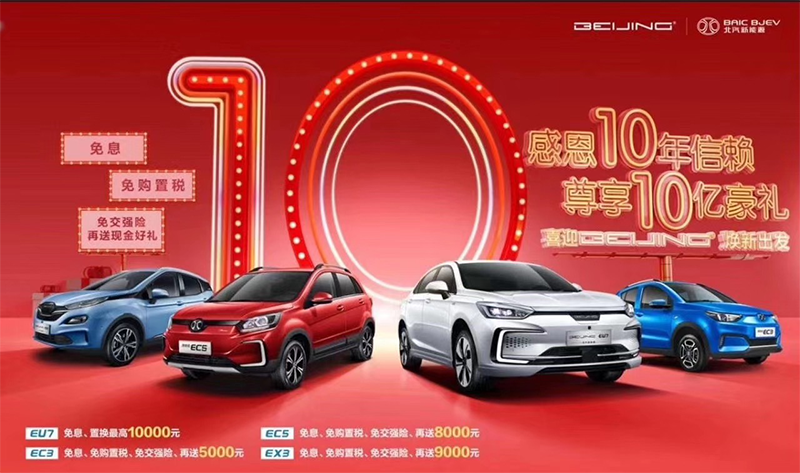 BEIJING®
BAIC BJEV
北汽新能源
10
免息
免购置税
免交强险
再送现金好礼
感恩10年信赖
尊享10亿豪礼
喜迎BEIJING®焕新出发
EC5
BEIJING EU7
EC3
EU7 免息、置换最高10000元
EC5 免息、免购置税、免交强险、再送8000元
EC3 免息、免购置税、免交强险、再送5000元
EX3 免息、免购置税、免交强险、再送9000元